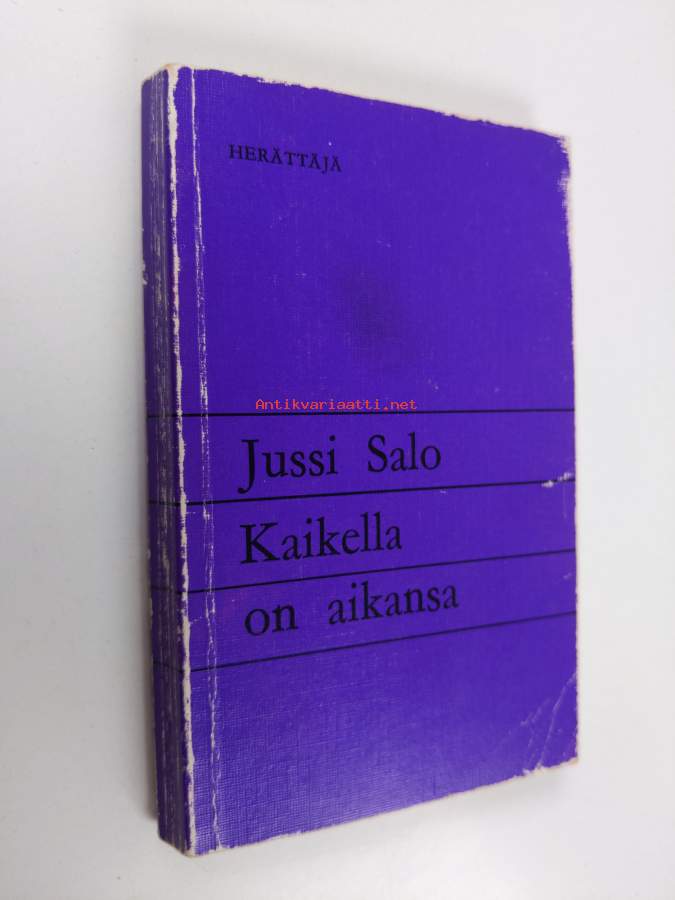 HERÄTTÄJÄ
Antikvariaatti.net
Jussi Salo
Kaikella
on aikansa